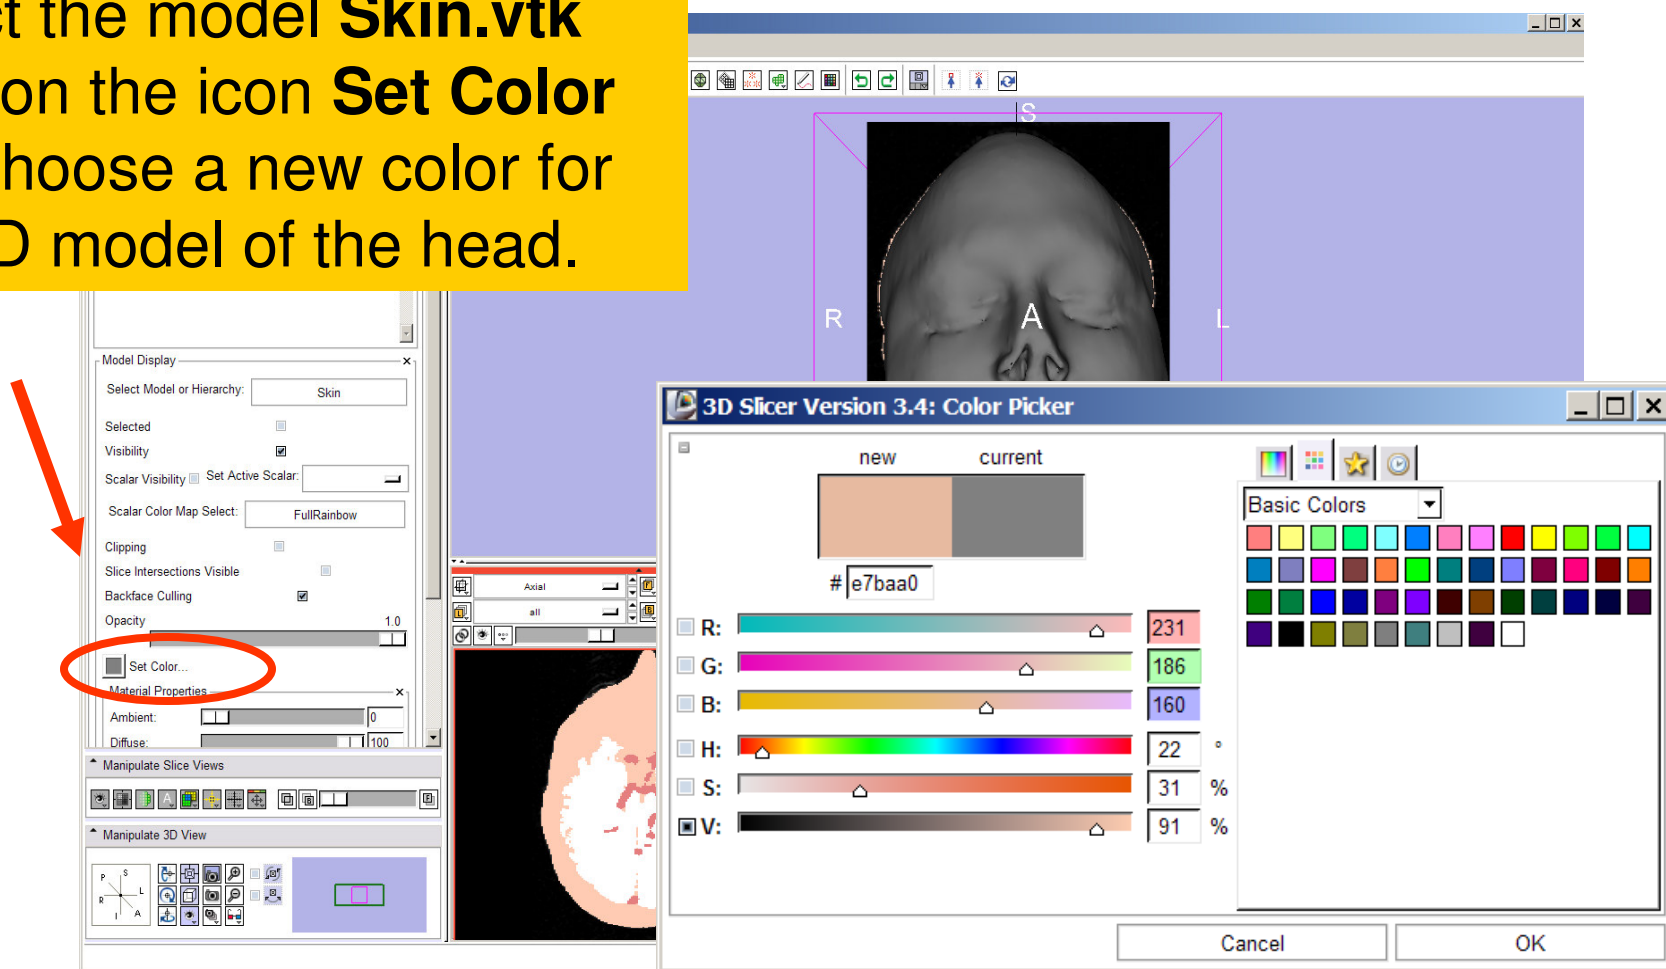 ct the model Skin.vtk
on the icon Set Color
hoose a new color for
D model of the head.
S
R
A
L
Model Display
Select Model or Hierarchy: Skin
Selected
Visibility
Scalar Visibility Set Active Scalar:
Scalar Color Map Select: FullRainbow
Clipping
Slice Intersections Visible
Backface Culling
Opacity 1.0
Set Color...
Material Properties
Ambient: 0
Diffuse: 100
Manipulate Slice Views
Manipulate 3D View
P S
R L
I A
Axial
all
3D Slicer Version 3.4: Color Picker
new current
# e7baa0
R: 231
G: 186
B: 160
H: 22 °
S: 31 %
V: 91 %
Basic Colors
Cancel OK